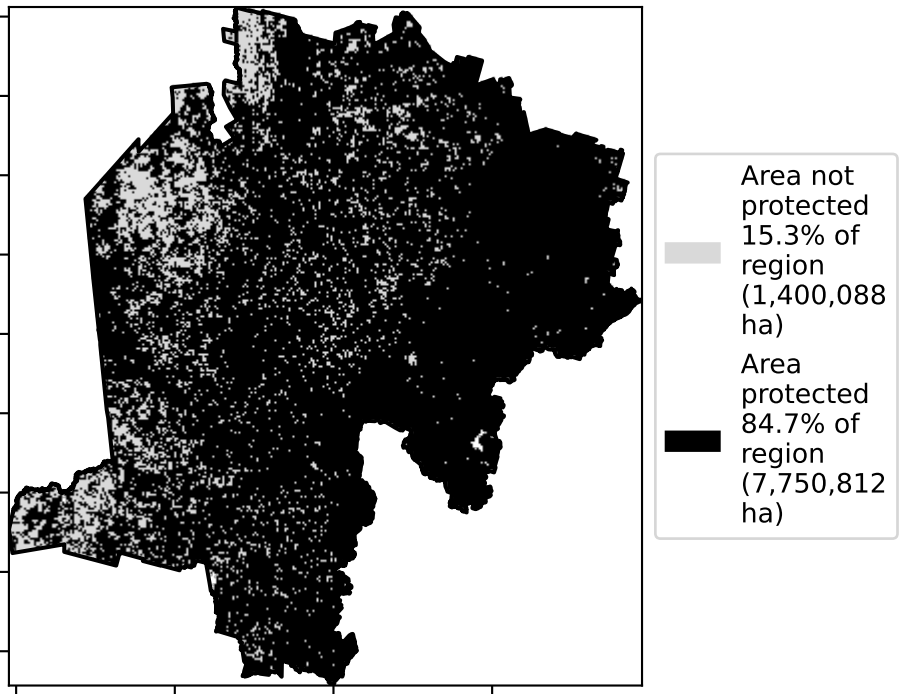 Area not
protected
15.3% of
region
(1,400,088
ha)
Area
protected
84.7% of
region
(7,750,812
ha)